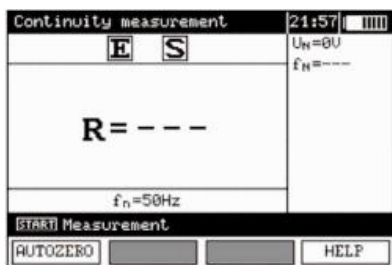 Continuity measurement 21:57
E S
U_N=0V
f_N=---
R=---
f_n=50Hz
START Measurement
AUTOZERO HELP